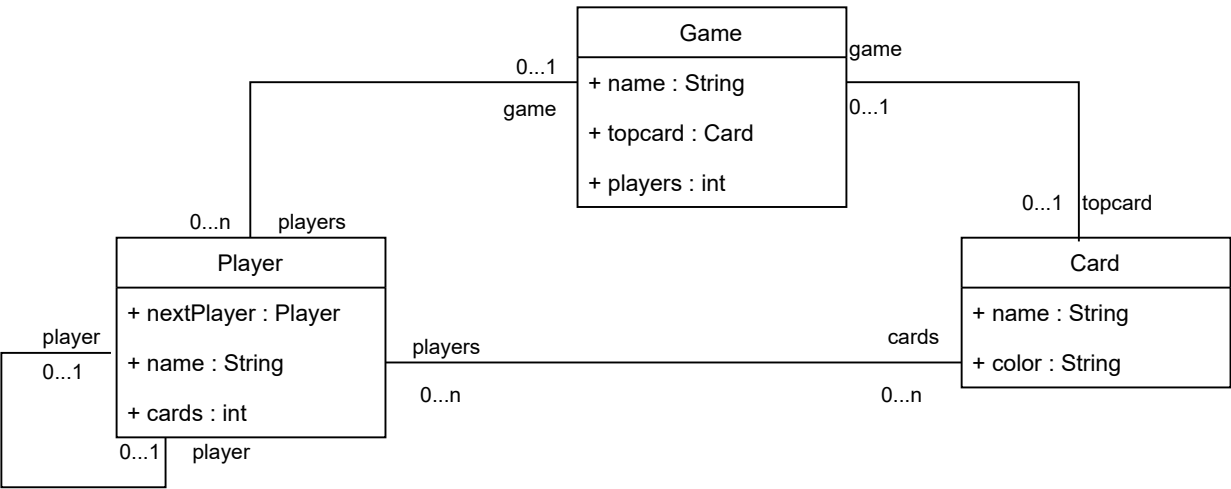 Game
+ name : String
+ topcard : Card
+ players : int
0...1
game
game
0...1
0...n
players
0...1
topcard
Player
+ nextPlayer : Player
+ name : String
+ cards : int
Card
+ name : String
+ color : String
player
0...1
players
0...n
cards
0...n
0...1
player